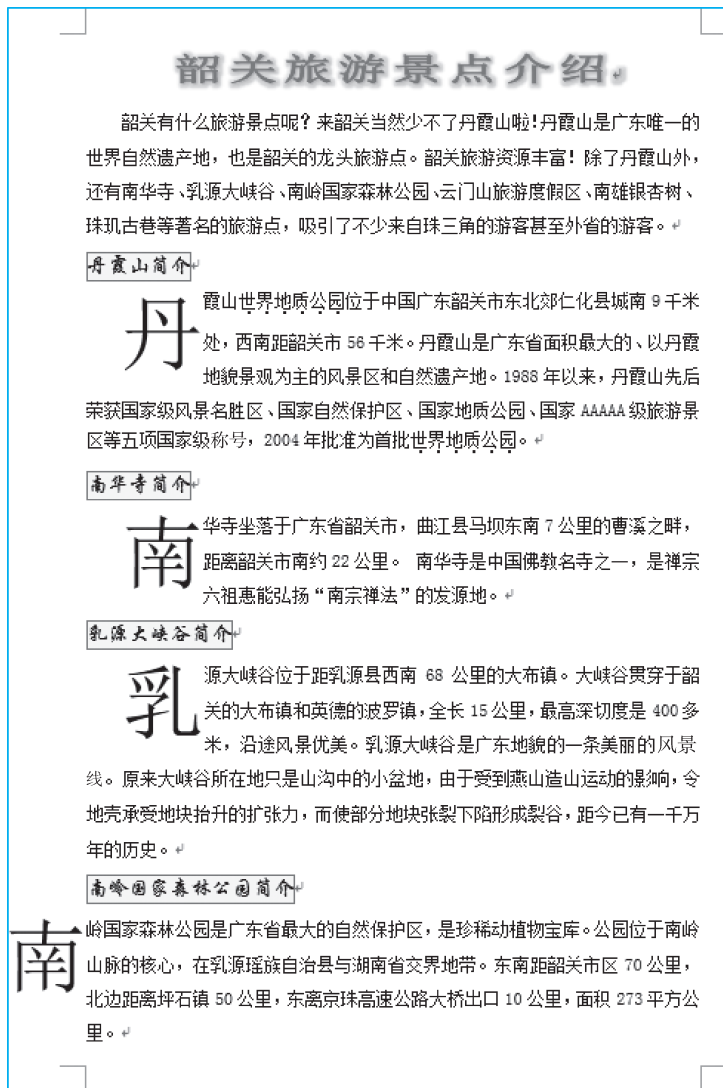 韶关旅游景点介绍
韶关有什么旅游景点呢？来韶关当然少不了丹霞山啦！丹霞山是广东唯一的
世界自然遗产地，也是韶关的龙头旅游点。韶关旅游资源丰富！除了丹霞山外，
还有南华寺、乳源大峡谷、南岭国家森林公园、云门山旅游度假区、南雄银杏树、
珠玑古巷等著名的旅游点，吸引了不少来自珠三角的游客甚至外省的游客。
丹霞山简介
丹霞山世界地质公园位于中国广东韶关市东北郊仁化县城南 9 千米
处，西南距韶关市 56 千米。丹霞山是广东省面积最大的、以丹霞
地貌景观为主的风景区和自然遗产地。1988 年以来，丹霞山先后
荣获国家级风景名胜区、国家自然保护区、国家地质公园、国家 AAAAA 级旅游景
区等五项国家级称号，2004 年批准为首批世界地质公园。
南华寺简介
南华寺坐落于广东省韶关市，曲江县马坝东南 7 公里的曹溪之畔，
距离韶关市南约 22 公里。 南华寺是中国佛教名寺之一，是禅宗
六祖惠能弘扬“南宗禅法”的发源地。
乳源大峡谷简介
乳源大峡谷位于距乳源县西南 68 公里的大布镇。大峡谷贯穿于韶
关的大布镇和英德的波罗镇，全长 15 公里，最高深切度是 400 多
米，沿途风景优美。乳源大峡谷是广东地貌的一条美丽的风景
线。原来大峡谷所在地只是山沟中的小盆地，由于受到燕山造山运动的影响，令
地壳承受地块抬升的扩张力，而使部分地块张裂下陷形成裂谷，距今已有一千万
年的历史。
南岭国家森林公园简介
南岭国家森林公园是广东省最大的自然保护区，是珍稀动植物宝库。公园位于南岭
山脉的核心，在乳源瑶族自治县与湖南省交界地带。东南距韶关市区 70 公里，
北边距离坪石镇 50 公里，东离京珠高速公路大桥出口 10 公里，面积 273 平方公
里。